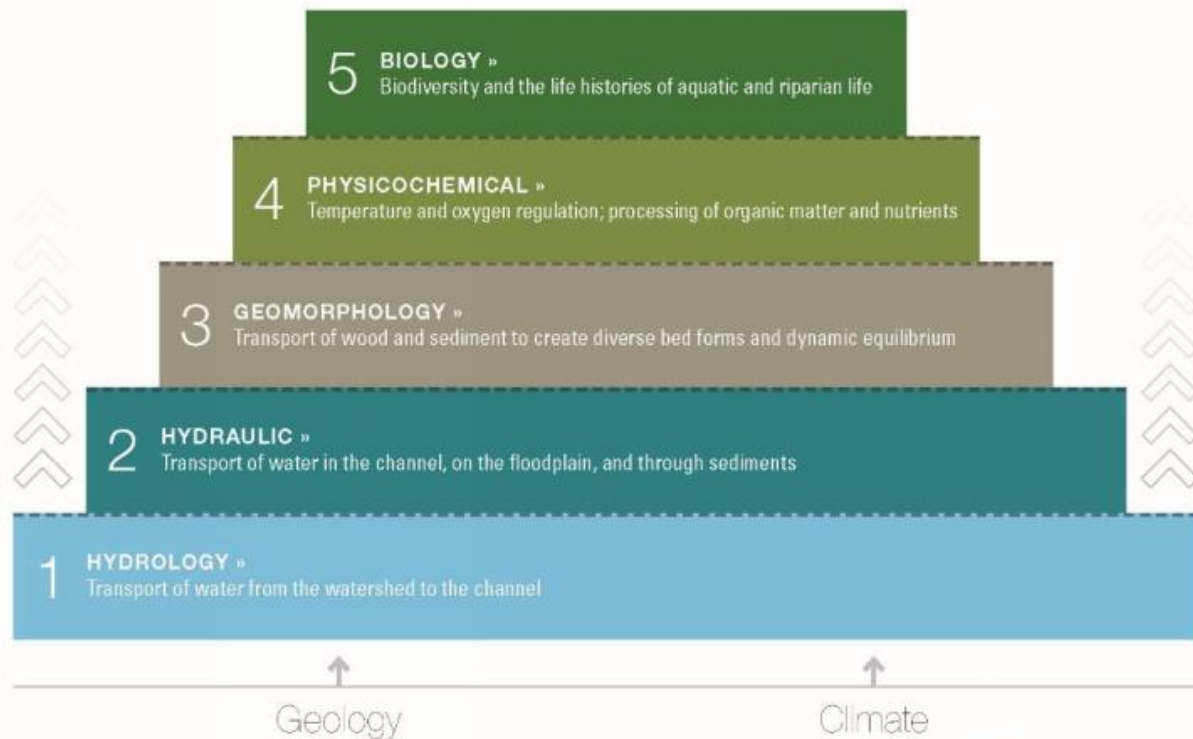 5 BIOLOGY »
Biodiversity and the life histories of aquatic and riparian life
4 PHYSICOCHEMICAL »
Temperature and oxygen regulation; processing of organic matter and nutrients
3 GEOMORPHOLOGY »
Transport of wood and sediment to create diverse bed forms and dynamic equilibrium
2 HYDRAULIC »
Transport of water in the channel, on the floodplain, and through sediments
1 HYDROLOGY »
Transport of water from the watershed to the channel
Geology Climate